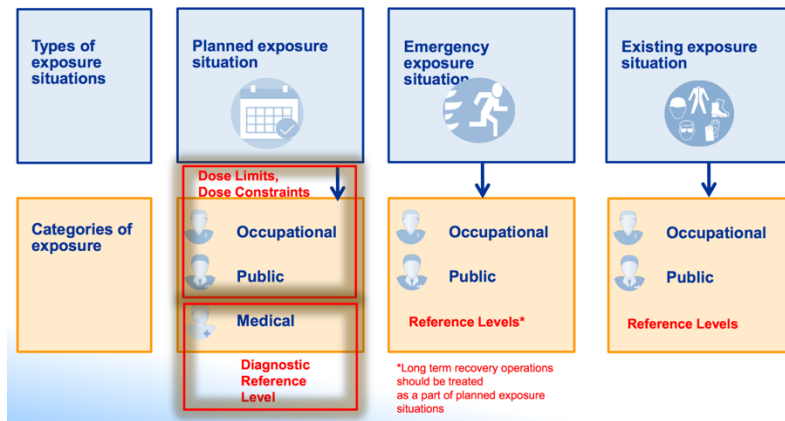 Types of
exposure
situations
Planned exposure
situation
Emergency
exposure
situation
Existing exposure
situation
Dose Limits,
Dose Constraints
Categories of
exposure
Occupational
Public
Medical
Diagnostic
Reference
Level
Occupational
Public
Reference Levels*
*Long term recovery operations
should be treated
as a part of planned exposure
situations
Occupational
Public
Reference Levels